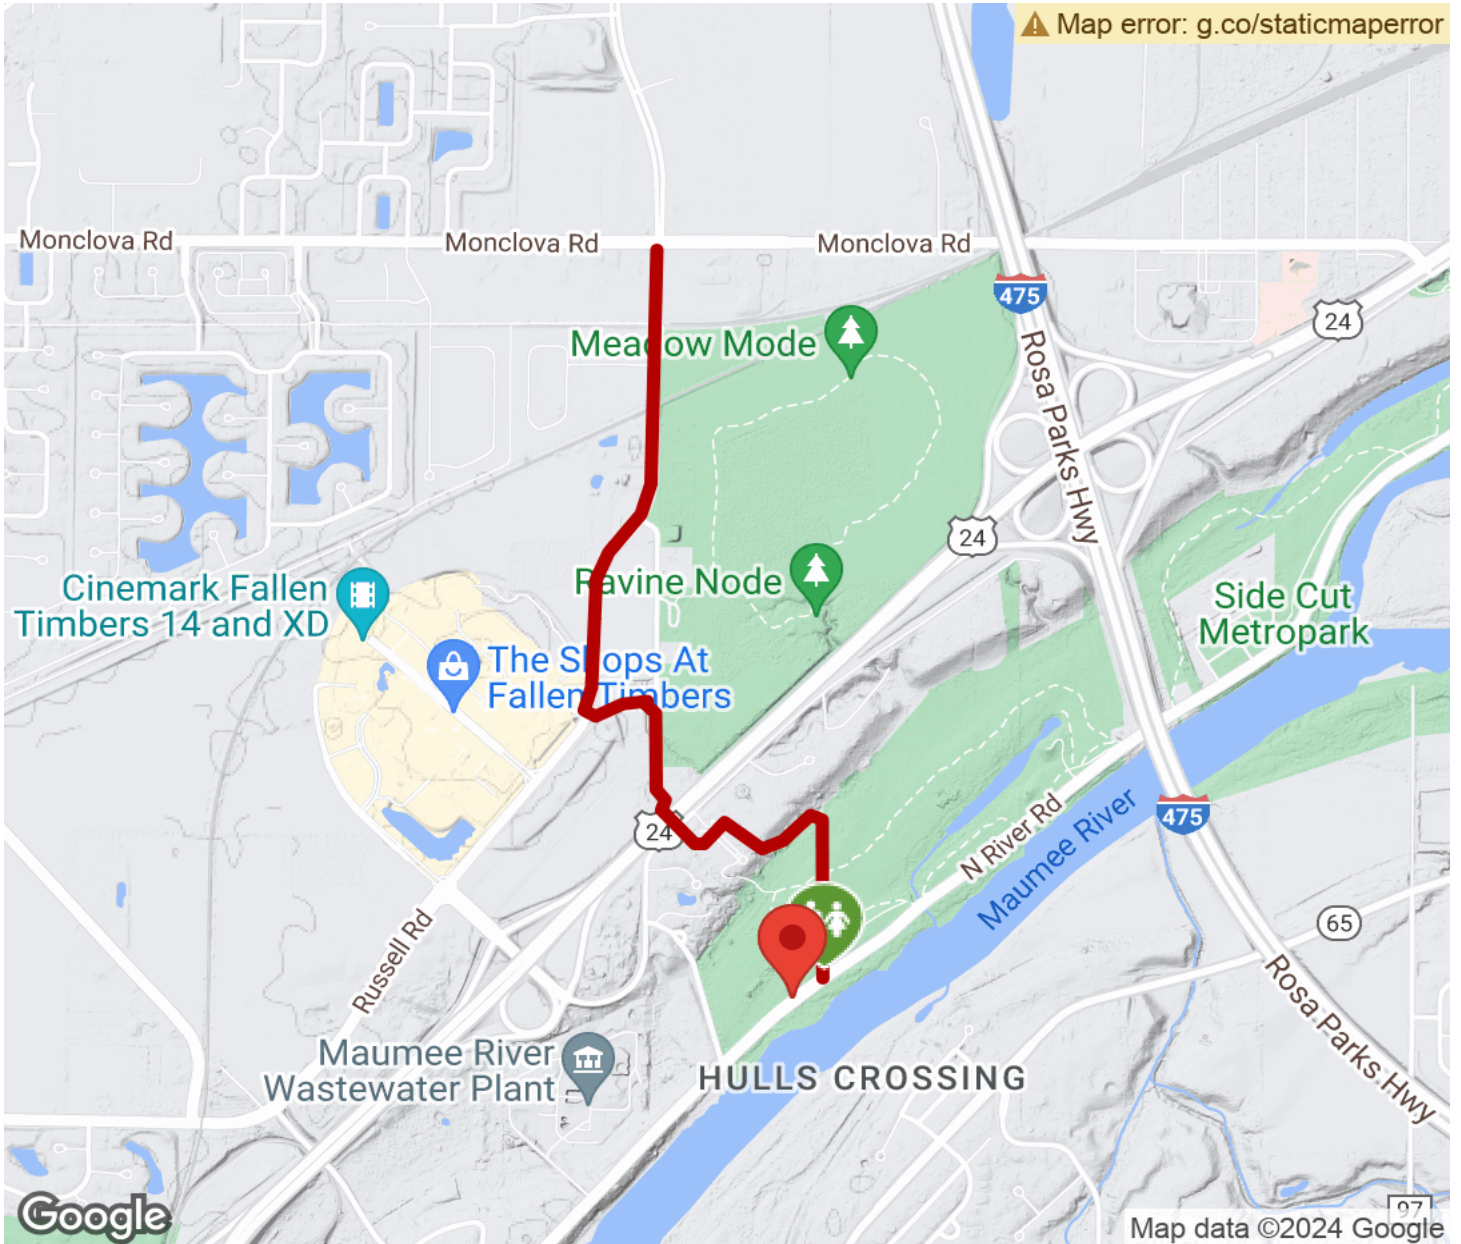 Map error: g.co/staticmaperror
Monclova Rd
Monclova Rd
Monclova Rd
475
24
Meadow Mode
Rosa Parks Hwy
24
Ravine Node
Cinemark Fallen
Timbers 14 and XD
Side Cut
Metropark
The Shops At
Fallen Timbers
24
475
N River Rd
Maumee River
65
Russell Rd
Rosa Parks Hwy
Maumee River
Wastewater Plant
HULLS CROSSING
97
Google
Map data ©2024 Google